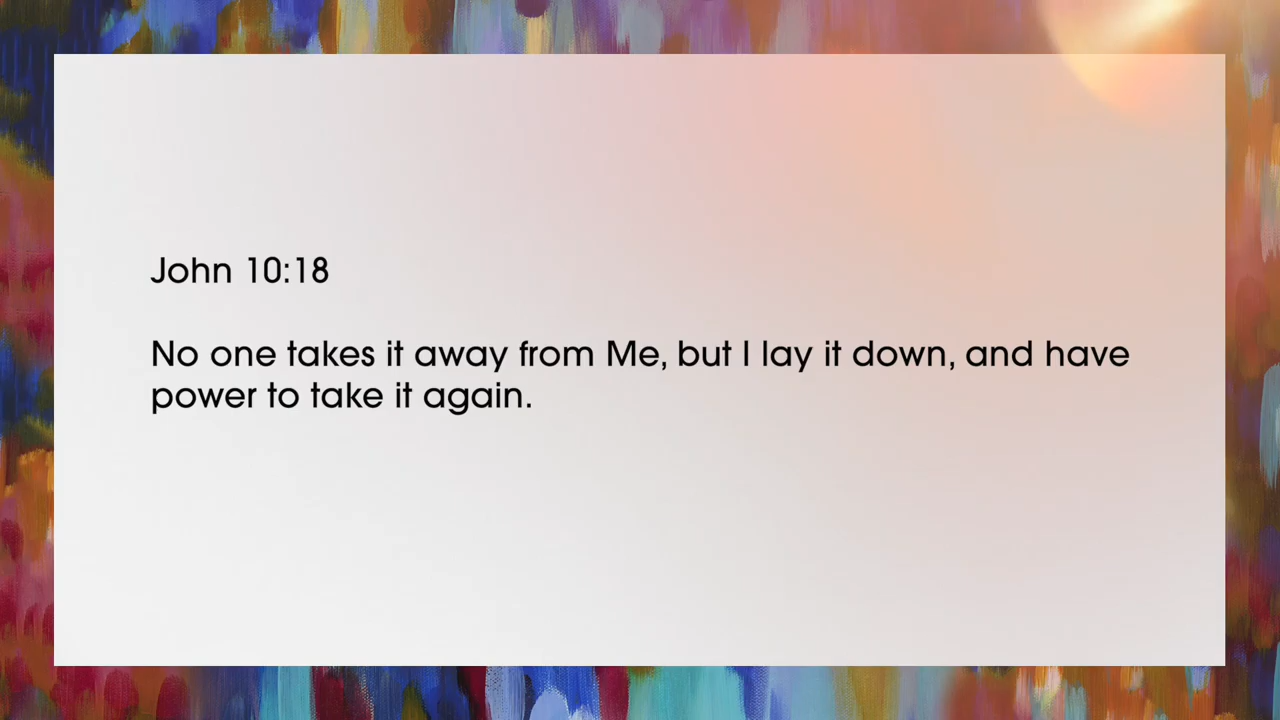 John 10:18
No one takes it away from Me, but I lay it down, and have
power to take it again.